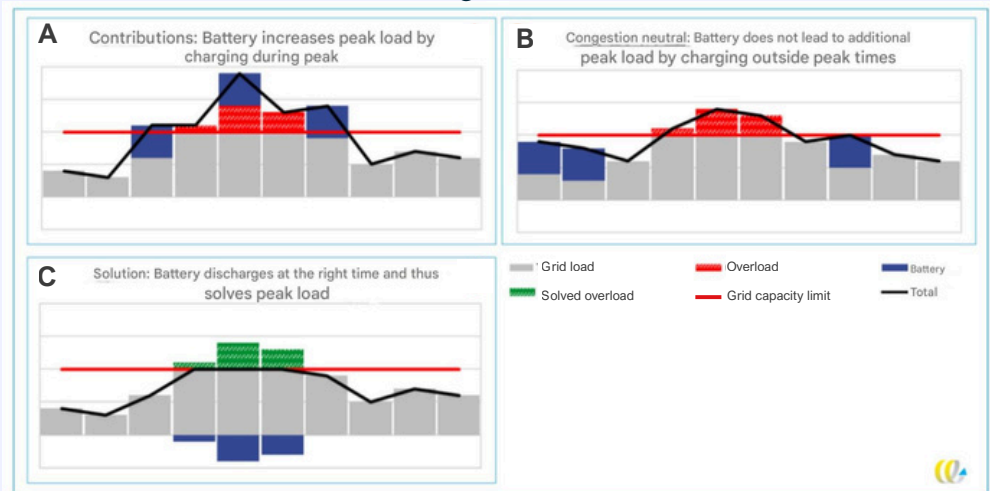 A
Contributions: Battery increases peak load by
charging during peak
B
Congestion neutral: Battery does not lead to additional
peak load by charging outside peak times
C
Solution: Battery discharges at the right time and thus
solves peak load
Grid load
Overload
Battery
Solved overload
Grid capacity limit
Total